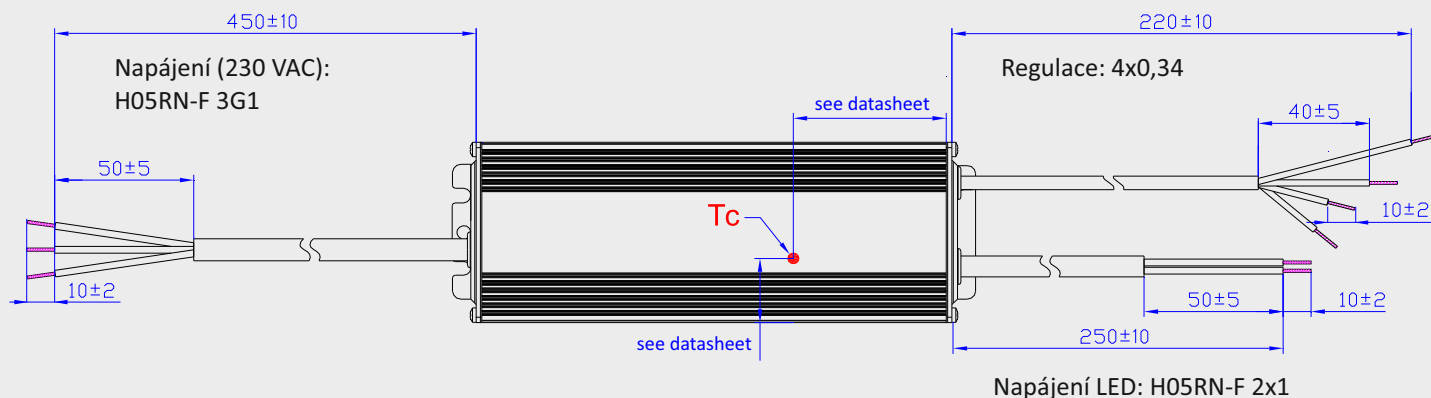 450±10
220±10
Napájení (230 VAC):
H05RN-F 3G1
Regulace: 4x0,34
see datasheet
40±5
50±5
Tc
10±2
10±2
50±5
10±2
see datasheet
250±10
Napájení LED: H05RN-F 2x1